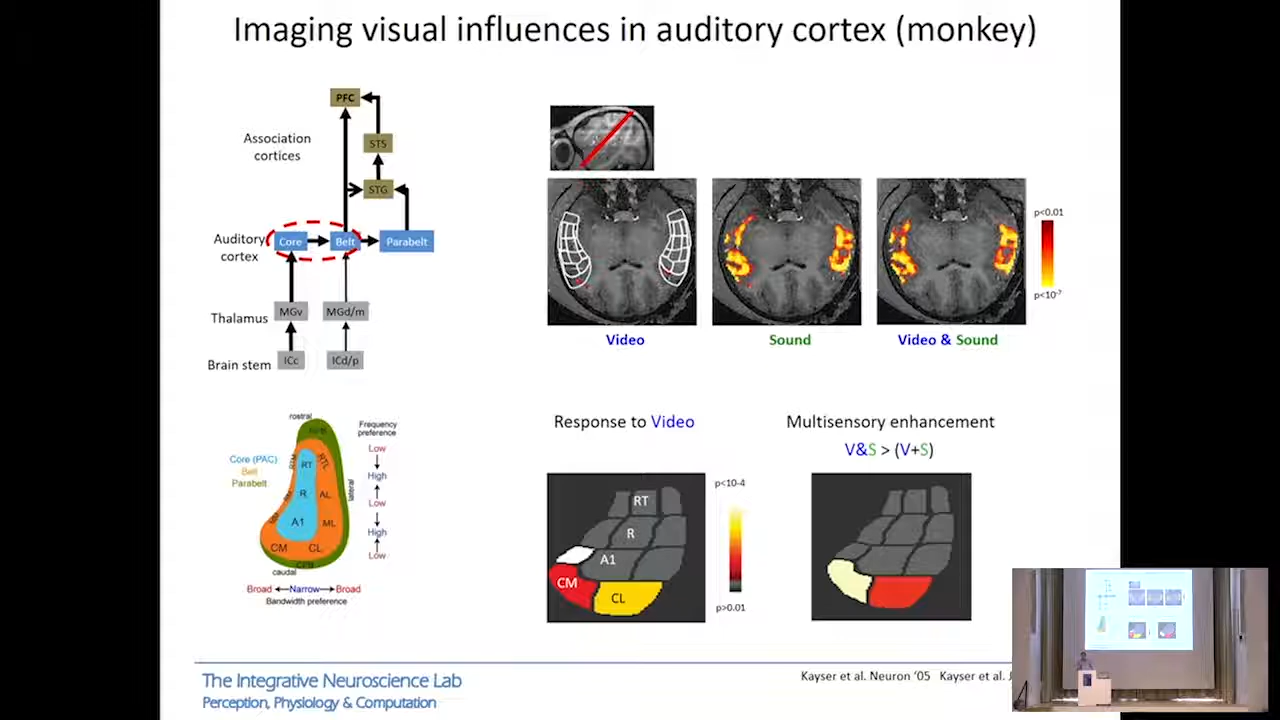 Imaging visual influences in auditory cortex (monkey)
PFC
Association
cortices
STS
STG
Auditory
cortex
Core
Belt
Parabelt
Thalamus
MGv
MGd/m
Brain stem
ICc
ICd/p
Video
Sound
Video & Sound
p<0.01
p<10⁻⁷
rostral
Core (PAC)
Belt
Parabelt
RT
RTL
R
AL
A1
ML
CM
CL
lateral
caudal
Frequency
preference
Low
High
Low
High
Low
Broad
Narrow
Broad
Bandwidth preference
Response to Video
RT
R
A1
CM
CL
p<10-4
p>0.01
Multisensory enhancement
V&S > (V+S)
The Integrative Neuroscience Lab
Perception, Physiology & Computation
Kayser et al. Neuron '05 Kayser et al.